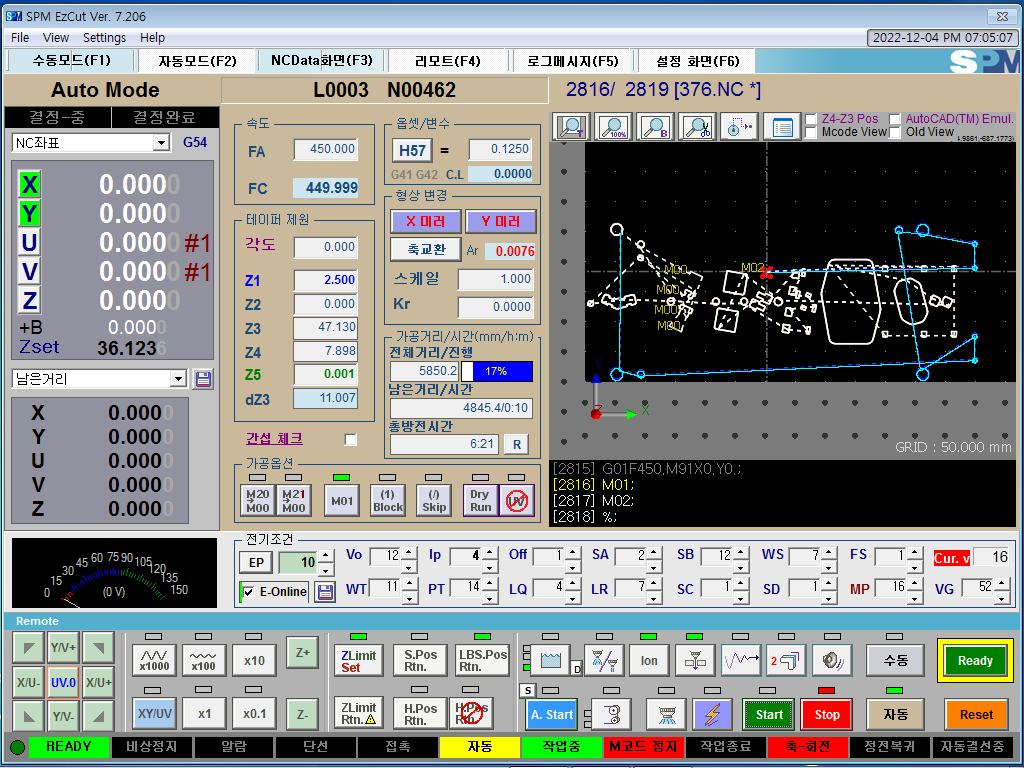 SPM EzCut Ver. 7.206
File View Settings Help
2022-12-04 PM 07:05:07
수동모드(F1) 자동모드(F2) NCData화면(F3) 리모트(F4) 로그메시지(F5) 설정 화면(F6)
SPM
Auto Mode
L0003 N00462
2816/ 2819 [376.NC *]
결정-중 결정완료
NC좌표 G54
X 0.0000
Y 0.0000
U 0.0000 #1
V 0.0000 #1
Z 0.0000
+B 0.0000
Zset 36.1236
남은거리
X 0.0000
Y 0.0000
U 0.0000
V 0.0000
Z 0.0000
속도
FA 450.000
FC 449.999
테이퍼 제원
각도 0.000
Z1 2.500
Z2 0.000
Z3 47.130
Z4 7.898
Z5 0.001
dZ3 11.007
간섭 체크
옵셋/변수
H57 = 0.1250
G41 G42 C.L 0.0000
형상 변경
X 미러 Y 미러
축교환 Ar 0.0076
스케일 1.000
Kr 0.0000
가공거리/시간(mm/h:m)
전체거리/진행
5850.2 17%
남은거리/시간
4845.4/0:10
총방전시간
6:21 R
가공옵션
M20 M00 M21 M00 M01 (1) Block (/) Skip Dry Run UV
T 100% B
Z4-Z3 Pos AutoCAD(TM) Emul.
Mcode View Old View
M00
M02
M00
M00
M00
Y
Z X
GRID : 50.000 mm
[2815] G01F450,M91X0,Y0,;
[2816] M01;
[2817] M02;
[2818] %;
0 15 30 45 60 75 90 105 120 135 150
(0 V)
전기조건
EP 10 Vo 12 Ip 4 Off 1 SA 2 SB 12 WS 7 FS 1 Cur. v 16
E-Online WT 11 PT 14 LQ 4 LR 7 SC 1 SD 1 MP 16 VG 52
Remote
Y/V+
X/U- UV.0 X/U+
Y/V-
x1000 x100 x10 Z+
XY/UV x1 x0.1 Z-
ZLimit Set S.Pos Rtn. LBS.Pos Rtn.
ZLimit Rtn. H.Pos Rtn. H.Pos Rtn.
D Ion 2 수동 Ready
S
A. Start Start Stop 자동 Reset
READY 비상정지 알람 단선 접촉 자동 작업중 M코드 정지 작업종료 축-회전 정전복귀 자동결선중